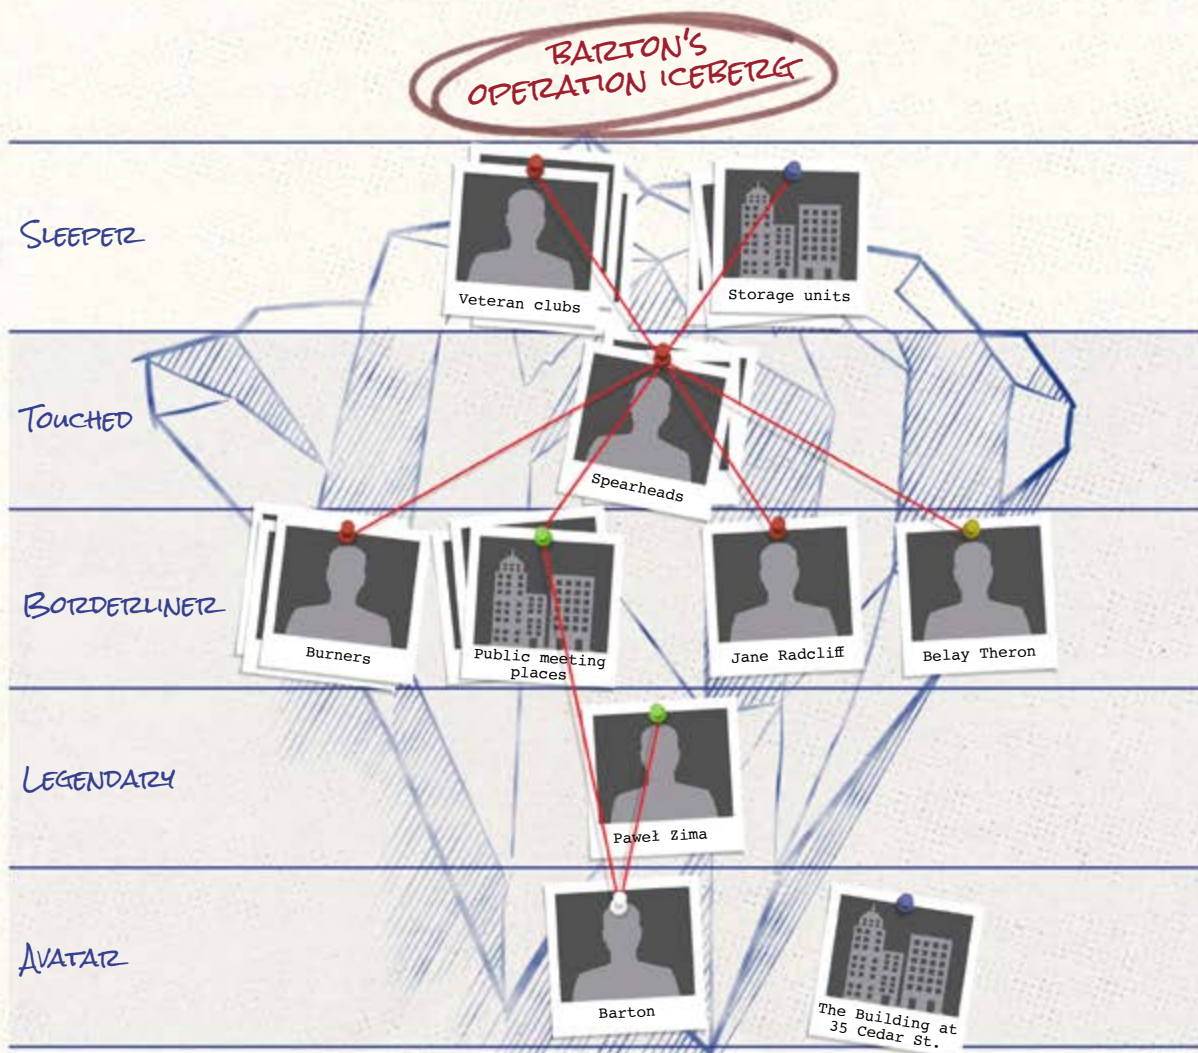 BARTON'S
OPERATION ICEBERG
SLEEPER
Veteran clubs
Storage units
TOUCHED
Spearheads
BORDERLINER
Burners
Public meeting
places
Jane Radcliff
Belay Theron
LEGENDARY
Paweł Zima
AVATAR
Barton
The Building at
35 Cedar St.